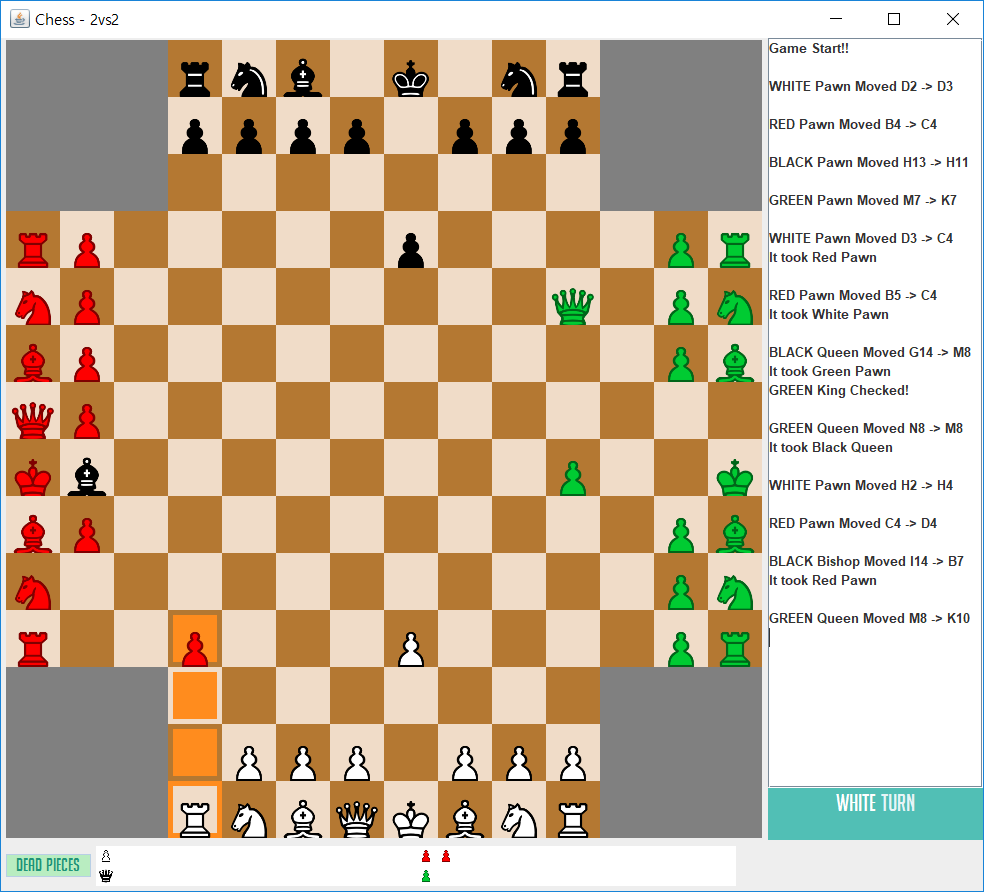 Chess - 2vs2
Game Start!!
WHITE Pawn Moved D2 -> D3
RED Pawn Moved B4 -> C4
BLACK Pawn Moved H13 -> H11
GREEN Pawn Moved M7 -> K7
WHITE Pawn Moved D3 -> C4
It took Red Pawn
RED Pawn Moved B5 -> C4
It took White Pawn
BLACK Queen Moved G14 -> M8
It took Green Pawn
GREEN King Checked!
GREEN Queen Moved N8 -> M8
It took Black Queen
WHITE Pawn Moved H2 -> H4
RED Pawn Moved C4 -> D4
BLACK Bishop Moved I14 -> B7
It took Red Pawn
GREEN Queen Moved M8 -> K10
WHITE TURN
DEAD PIECES